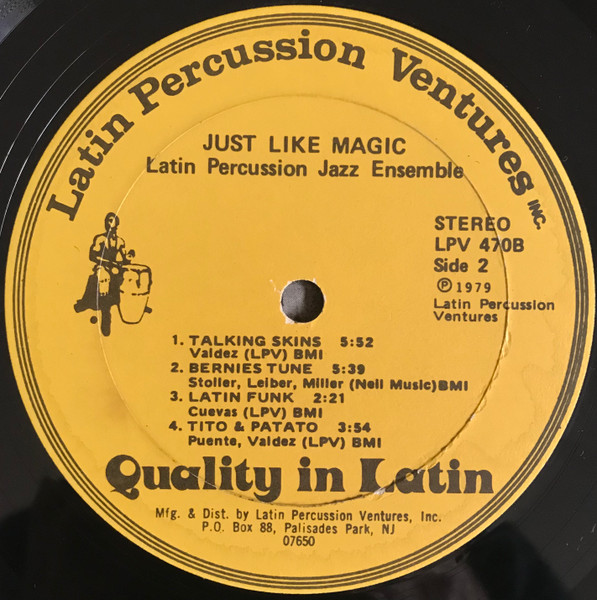 Latin Percussion Ventures INC.
JUST LIKE MAGIC
Latin Percussion Jazz Ensemble
STEREO
LPV 470B
Side 2
℗ 1979
Latin Percussion
Ventures
1. TALKING SKINS 5:52
Valdez (LPV) BMI
2. BERNIES TUNE 5:39
Stoller, Leiber, Miller (Neil Music)BMI
3. LATIN FUNK 2:21
Cuevas (LPV) BMI
4. TITO & PATATO 3:54
Puente, Valdez (LPV) BMI
Quality in Latin
Mfg. & Dist. by Latin Percussion Ventures, Inc.
P.O. Box 88, Palisades Park, NJ
07650